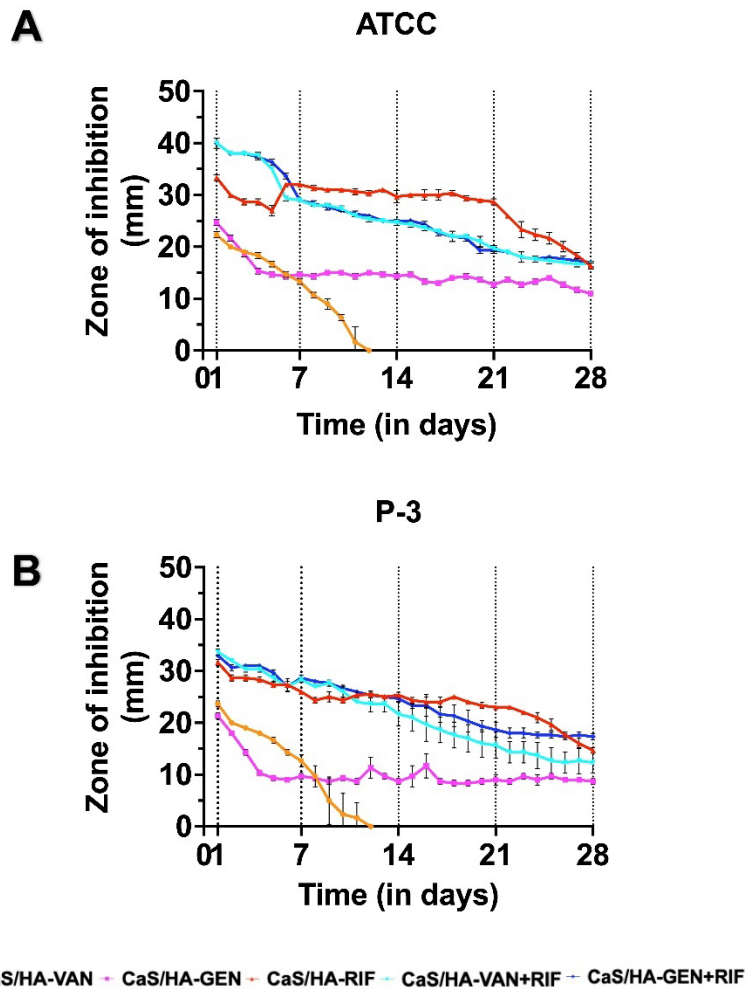 A
ATCC
Zone of inhibition
(mm)
50
40
30
20
10
0
01 7 14 21 28
Time (in days)
P-3
B
Zone of inhibition
(mm)
50
40
30
20
10
0
01 7 14 21 28
Time (in days)
S/HA-VAN CaS/HA-GEN CaS/HA-RIF CaS/HA-VAN+RIF CaS/HA-GEN+RIF